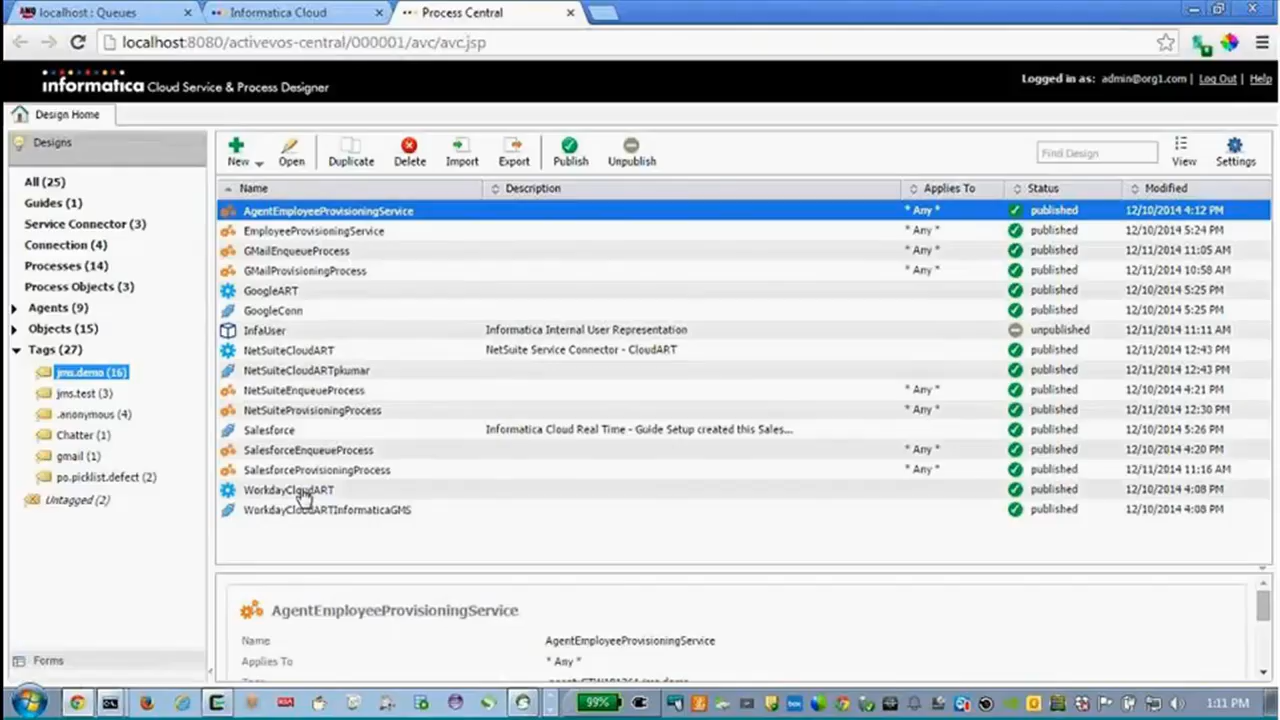 localhost : Queues
Informatica Cloud
Process Central
localhost:8080/activevos-central/000001/avc/avc.jsp
informatica Cloud Service & Process Designer
Logged in as: admin@org1.com | Log Out | Help
Design Home
Designs
New Open Duplicate Delete Import Export Publish Unpublish
Find Design
View Settings
Name Description Applies To Status Modified
All (25)
Guides (1)
Service Connector (3)
Connection (4)
Processes (14)
Process Objects (3)
Agents (9)
Objects (15)
Tags (27)
jms.demo (16)
jms.test (3)
.anonymous (4)
Chatter (1)
gmail (1)
po.picklist.defect (2)
Untagged (2)
Forms
AgentEmployeeProvisioningService * Any * published 12/10/2014 4:12 PM
EmployeeProvisioningService * Any * published 12/10/2014 5:24 PM
GMailEnqueueProcess * Any * published 12/11/2014 11:05 AM
GMailProvisioningProcess * Any * published 12/11/2014 10:58 AM
GoogleART published 12/10/2014 5:25 PM
GoogleConn published 12/10/2014 5:25 PM
InfaUser Informatica Internal User Representation unpublished 12/11/2014 11:11 AM
NetSuiteCloudART NetSuite Service Connector - CloudART published 12/11/2014 12:43 PM
NetSuiteCloudARTpkumar published 12/11/2014 12:43 PM
NetSuiteEnqueueProcess * Any * published 12/10/2014 4:21 PM
NetSuiteProvisioningProcess * Any * published 12/11/2014 12:30 PM
Salesforce Informatica Cloud Real Time - Guide Setup created this Sales... published 12/10/2014 5:26 PM
SalesforceEnqueueProcess * Any * published 12/10/2014 4:20 PM
SalesforceProvisioningProcess * Any * published 12/11/2014 11:16 AM
WorkdayCloudART published 12/10/2014 4:08 PM
WorkdayCloudARTInformaticaGMS published 12/10/2014 4:08 PM
AgentEmployeeProvisioningService
Name AgentEmployeeProvisioningService
Applies To * Any *
99%
1:11 PM